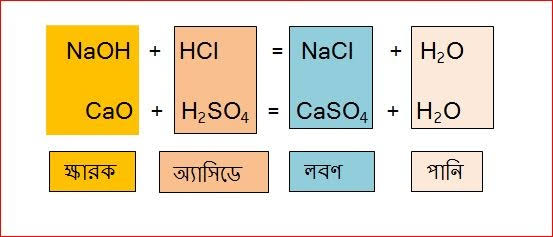 NaOH + HCl = NaCl + H₂O
CaO + H₂SO₄ = CaSO₄ + H₂O
ক্ষারক অ্যাসিডে লবণ পানি